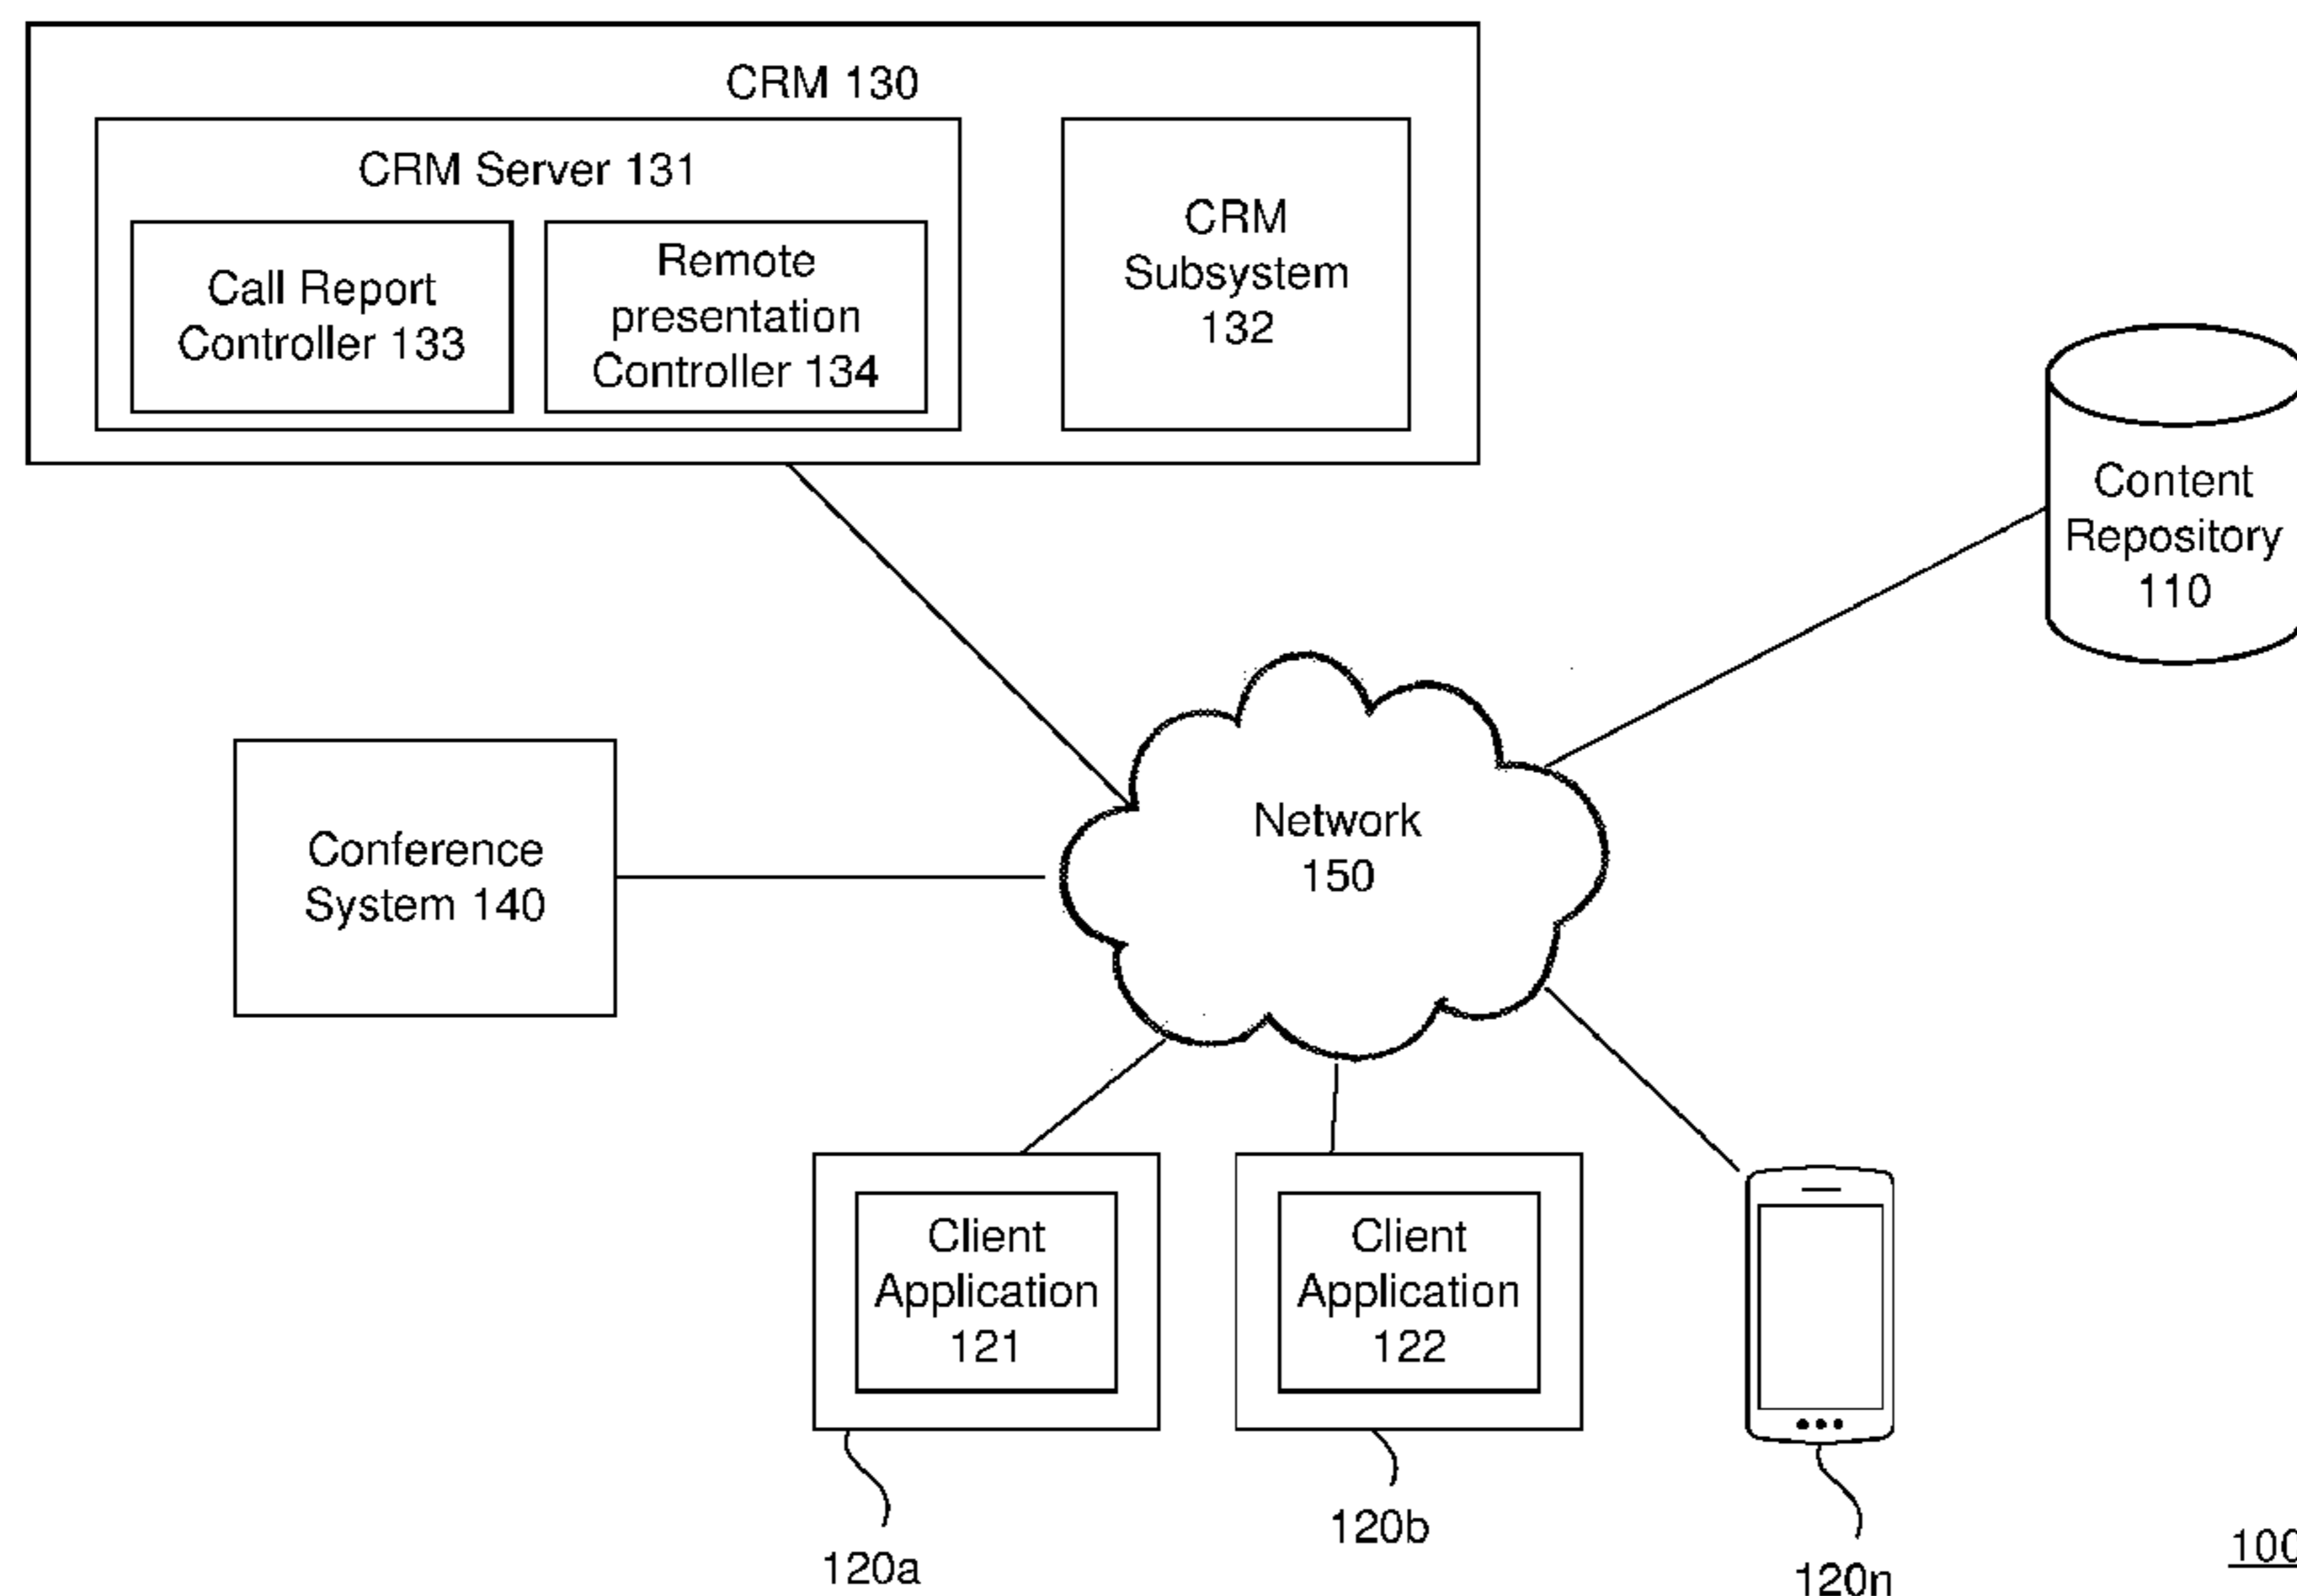 CRM 130
CRM Server 131
Call Report
Controller 133
Remote
presentation
Controller 134
CRM
Subsystem
132
Content
Repository
110
Conference
System 140
Network
150
Client
Application
121
Client
Application
122
120a
120b
120n
100